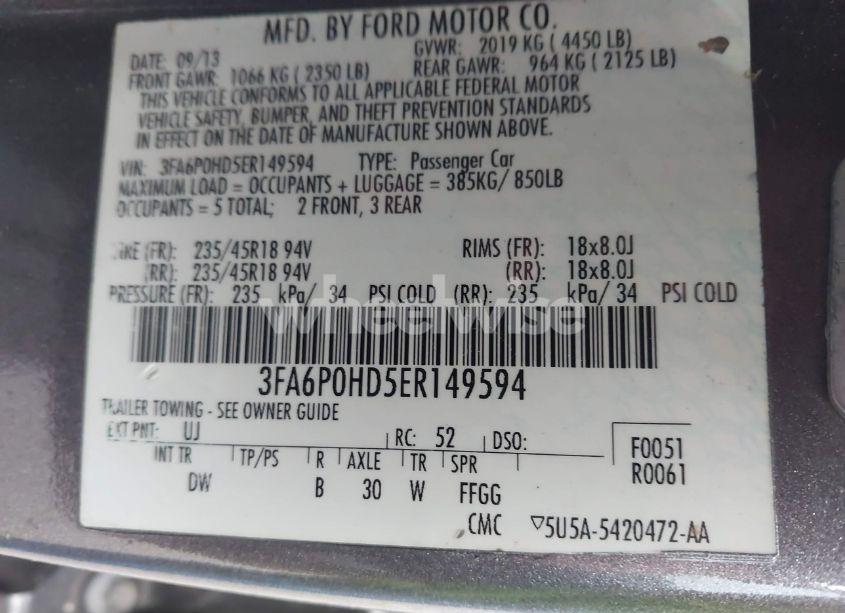 MFD. BY FORD MOTOR CO.
DATE: 09/13 GVWR: 2019 KG ( 4450 LB)
FRONT GAWR: 1066 KG ( 2350 LB) REAR GAWR: 964 KG ( 2125 LB)
THIS VEHICLE CONFORMS TO ALL APPLICABLE FEDERAL MOTOR
VEHICLE SAFETY, BUMPER, AND THEFT PREVENTION STANDARDS
IN EFFECT ON THE DATE OF MANUFACTURE SHOWN ABOVE.
VIN: 3FA6P0HD5ER149594 TYPE: Passenger Car
MAXIMUM LOAD = OCCUPANTS + LUGGAGE = 385KG/ 850LB
OCCUPANTS = 5 TOTAL; 2 FRONT, 3 REAR
TIRE (FR): 235/45R18 94V RIMS (FR): 18x8.0J
(RR): 235/45R18 94V (RR): 18x8.0J
PRESSURE (FR): 235 kPa/ 34 PSI COLD (RR): 235 kPa/ 34 PSI COLD
wheelwise
3FA6P0HD5ER149594
TRAILER TOWING - SEE OWNER GUIDE
EXT PNT: UJ RC: 52 DSO: F0051
INT TR TP/PS R AXLE TR SPR R0061
DW B 30 W FFGG
CMC ▽5U5A-5420472-AA